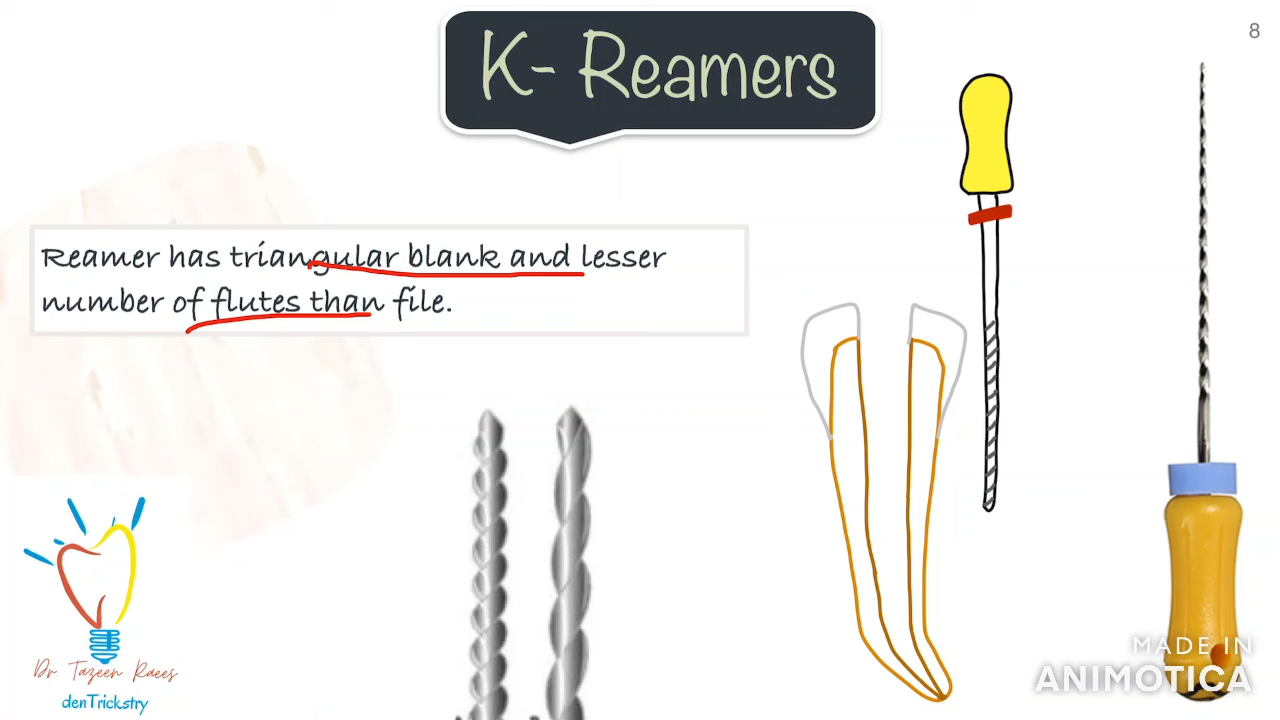 K- Reamers
8
Reamer has triangular blank and lesser
number of flutes than file.
Dr Tazeen Raees
denTrickstry
MADE IN
ANIMOTICA